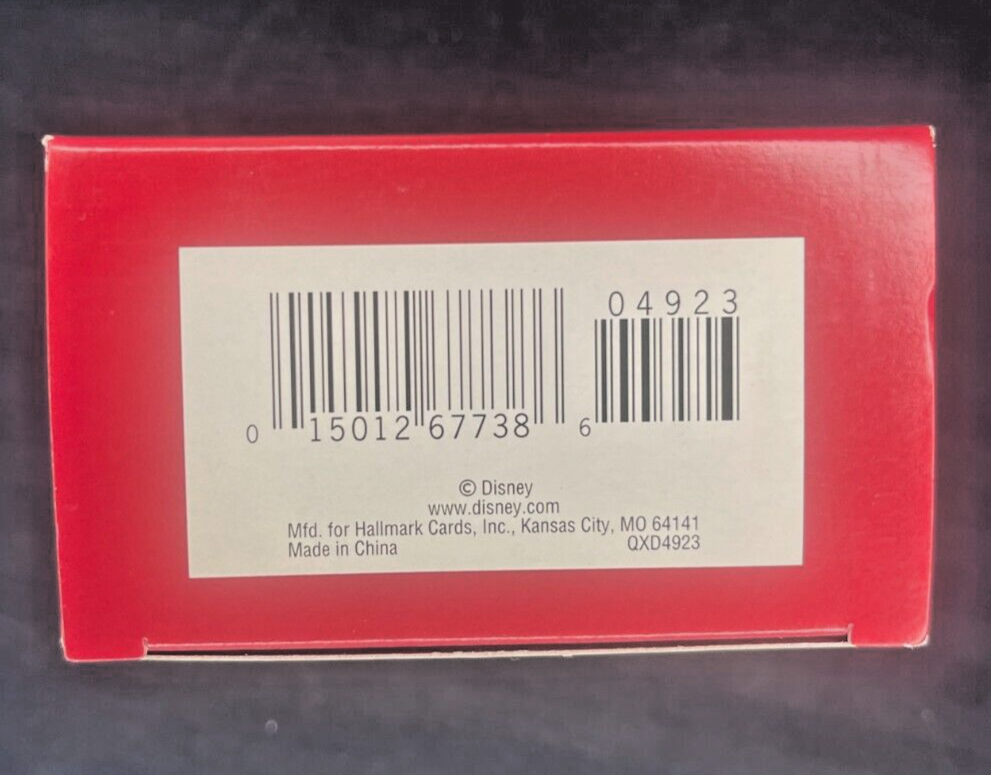 04923
0 15012 67738 6
© Disney
www.disney.com
Mfd. for Hallmark Cards, Inc., Kansas City, MO 64141
Made in China QXD4923